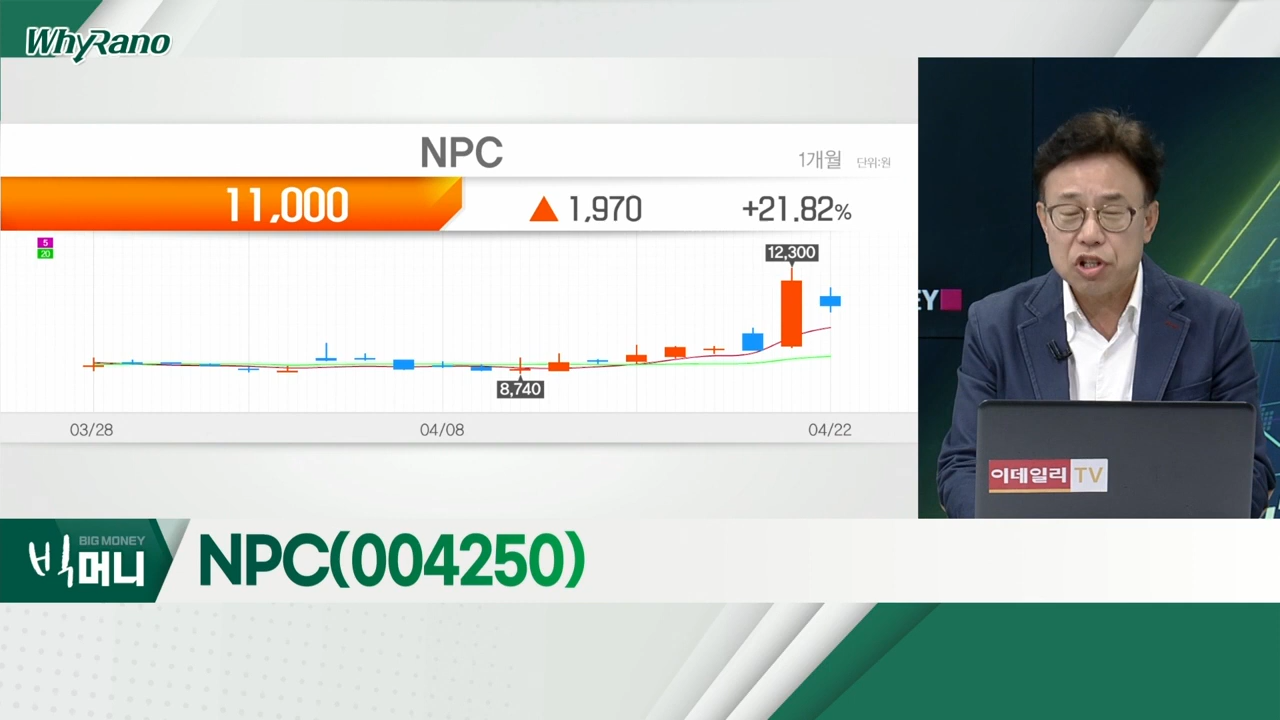 WhyRano
NPC
1개월 단위:원
11,000 ▲ 1,970 +21.82%
5
20
12,300
8,740
03/28 04/08 04/22
EY
이데일리 TV
BIG MONEY
빅머니
NPC(004250)